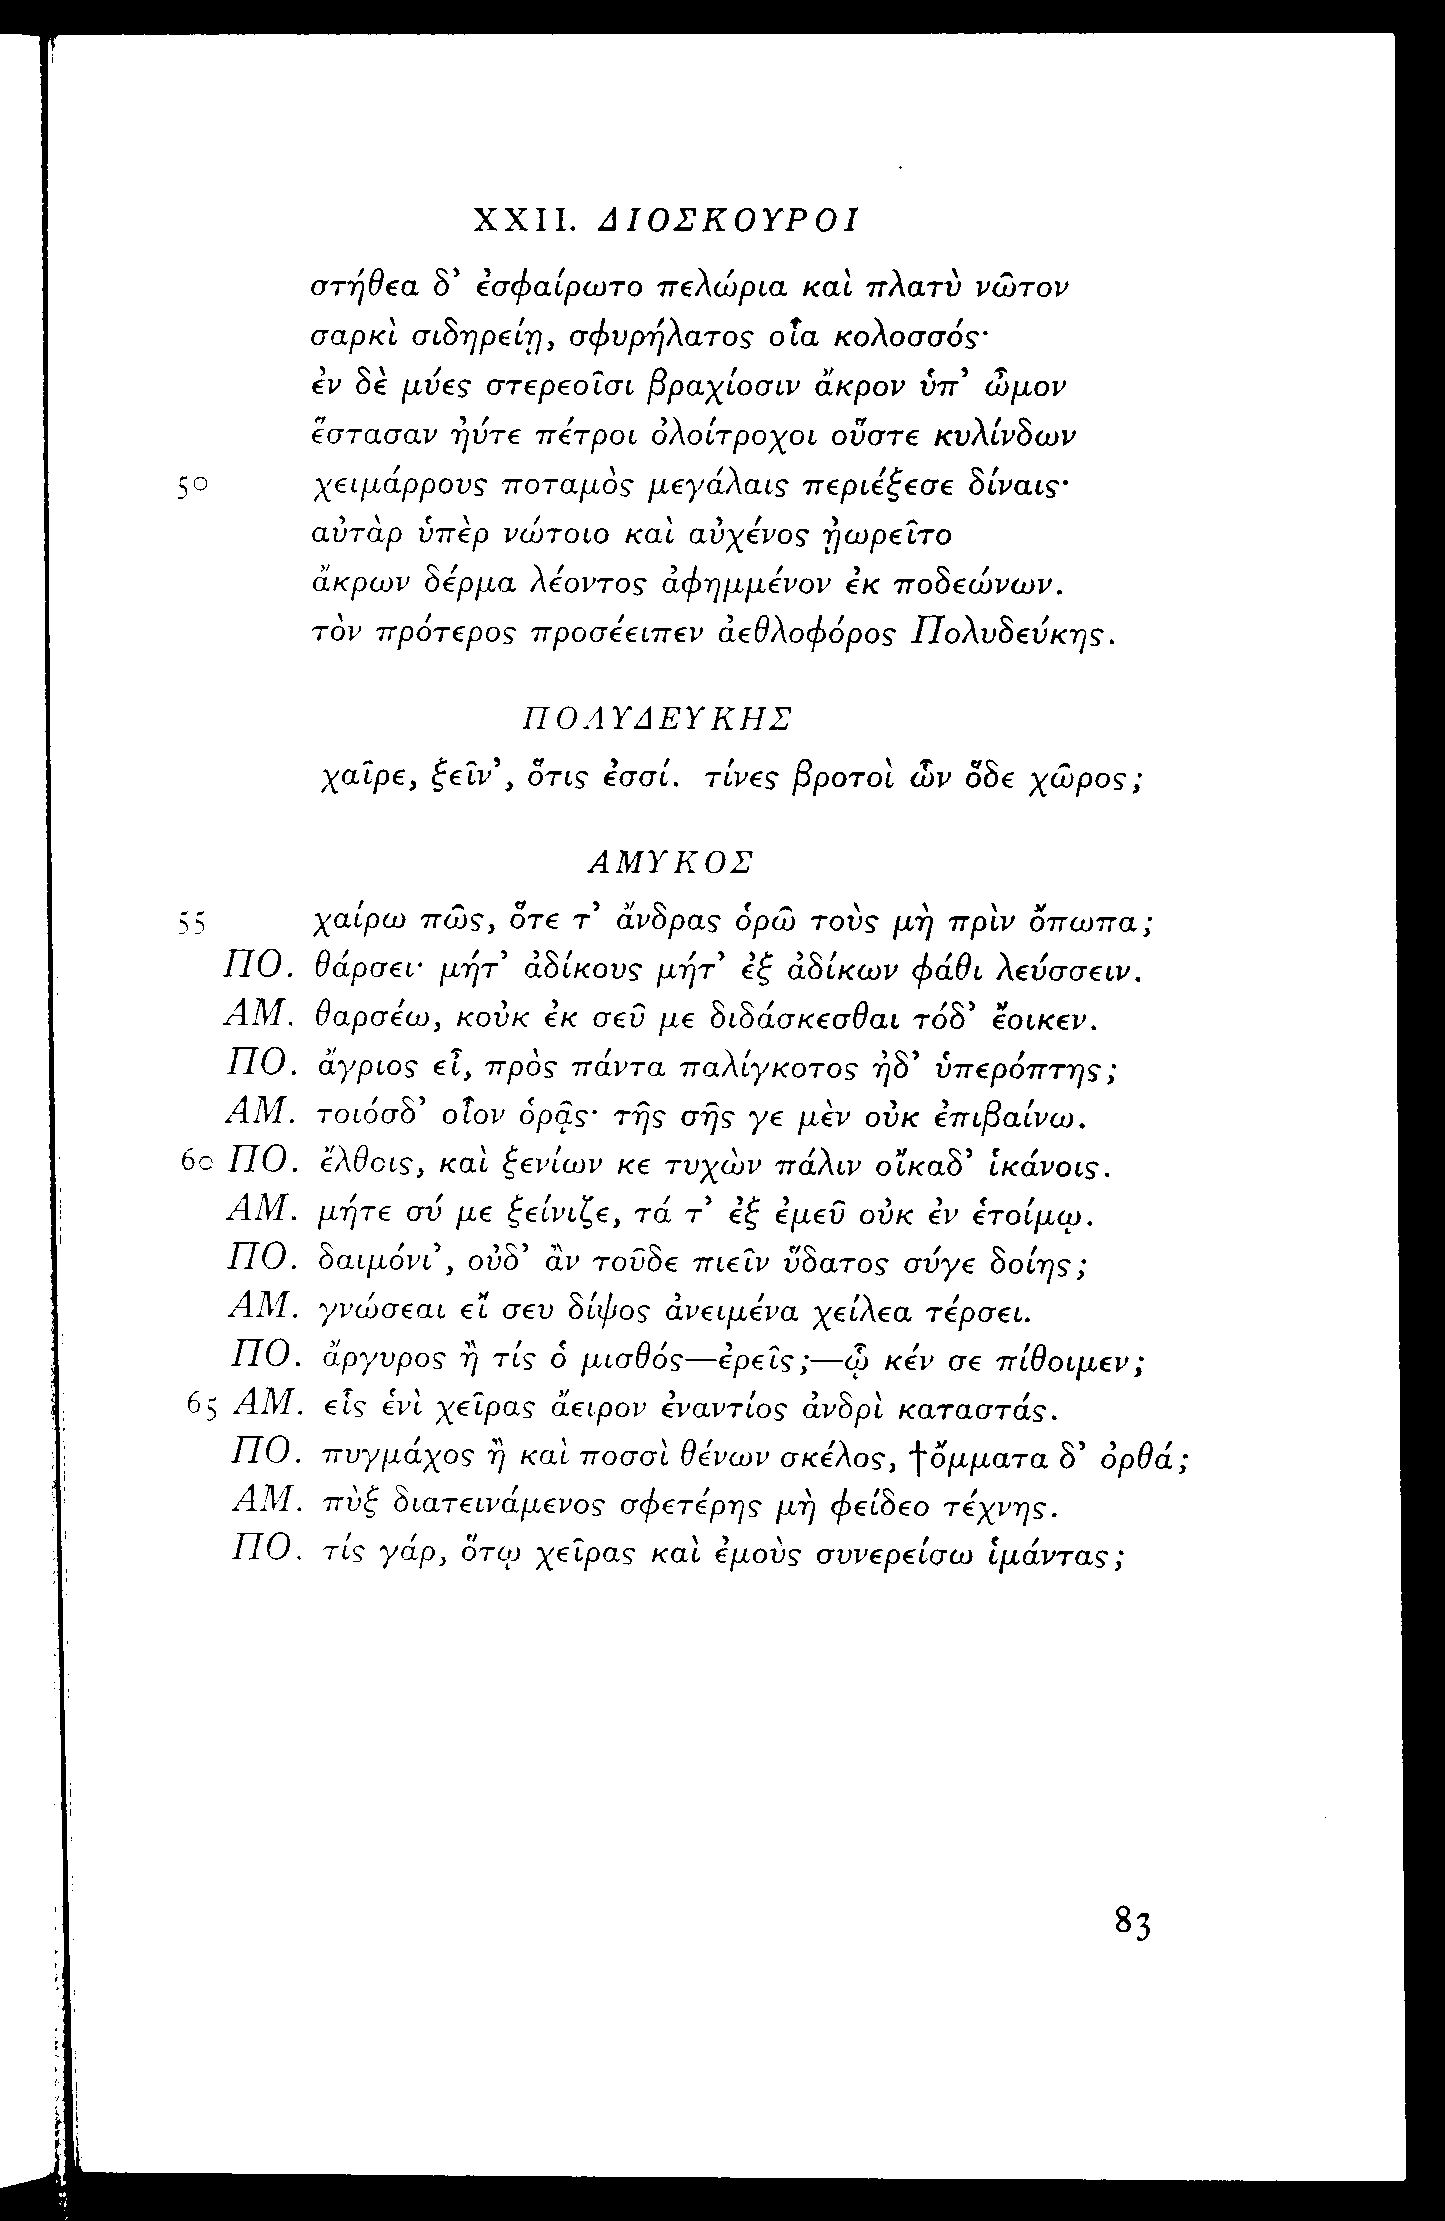 XXII. ΔΙΟΣΚΟΥΡΟΙ
στήθεα δ’ ἐσφαίρωτο πελώρια καὶ πλατὺ νῶτον
σαρκὶ σιδηρείῃ, σφυρήλατος οἷα κολοσσός·
ἐν δὲ μύες στερεοῖσι βραχίοσιν ἄκρον ὑπ’ ὦμον
ἕστασαν ἠύτε πέτροι ὀλοίτροχοι οὕστε κυλίνδων
50 χειμάρρους ποταμὸς μεγάλαις περιέξεσε δίναις·
αὐτὰρ ὑπὲρ νώτοιο καὶ αὐχένος ᾐωρεῖτο
ἄκρων δέρμα λέοντος ἀφημμένον ἐκ ποδεώνων.
τὸν πρότερος προσέειπεν ἀεθλοφόρος Πολυδεύκης.
ΠΟΛΥΔΕΥΚΗΣ
χαῖρε, ξεῖν’, ὅτις ἐσσί. τίνες βροτοὶ ὧν ὅδε χῶρος;
ΑΜΥΚΟΣ
55 χαίρω πῶς, ὅτε τ’ ἄνδρας ὁρῶ τοὺς μὴ πρὶν ὄπωπα;
ΠΟ. θάρσει· μήτ’ ἀδίκους μήτ’ ἐξ ἀδίκων φάθι λεύσσειν.
ΑΜ. θαρσέω, κοὐκ ἐκ σεῦ με διδάσκεσθαι τόδ’ ἔοικεν.
ΠΟ. ἄγριος εἶ, πρὸς πάντα παλίγκοτος ἠδ’ ὑπερόπτης;
ΑΜ. τοιόσδ’ οἷον ὁρᾷς· τῆς σῆς γε μὲν οὐκ ἐπιβαίνω.
60 ΠΟ. ἔλθοις, καὶ ξενίων κε τυχὼν πάλιν οἴκαδ’ ἱκάνοις.
ΑΜ. μήτε σύ με ξείνιζε, τά τ’ ἐξ ἐμεῦ οὐκ ἐν ἑτοίμῳ.
ΠΟ. δαιμόνι’, οὐδ’ ἂν τοῦδε πιεῖν ὕδατος σύγε δοίης;
ΑΜ. γνώσεαι εἴ σευ δίψος ἀνειμένα χείλεα τέρσει.
ΠΟ. ἄργυρος ἢ τίς ὁ μισθός—ἐρεῖς;—ᾧ κέν σε πίθοιμεν;
65 ΑΜ. εἷς ἑνὶ χεῖρας ἄειρον ἐναντίος ἀνδρὶ καταστάς.
ΠΟ. πυγμάχος ἢ καὶ ποσσὶ θένων σκέλος, †ὄμματα δ’ ὀρθά;
ΑΜ. πὺξ διατεινάμενος σφετέρης μὴ φείδεο τέχνης.
ΠΟ. τίς γάρ, ὅτῳ χεῖρας καὶ ἐμοὺς συνερείσω ἱμάντας;
83